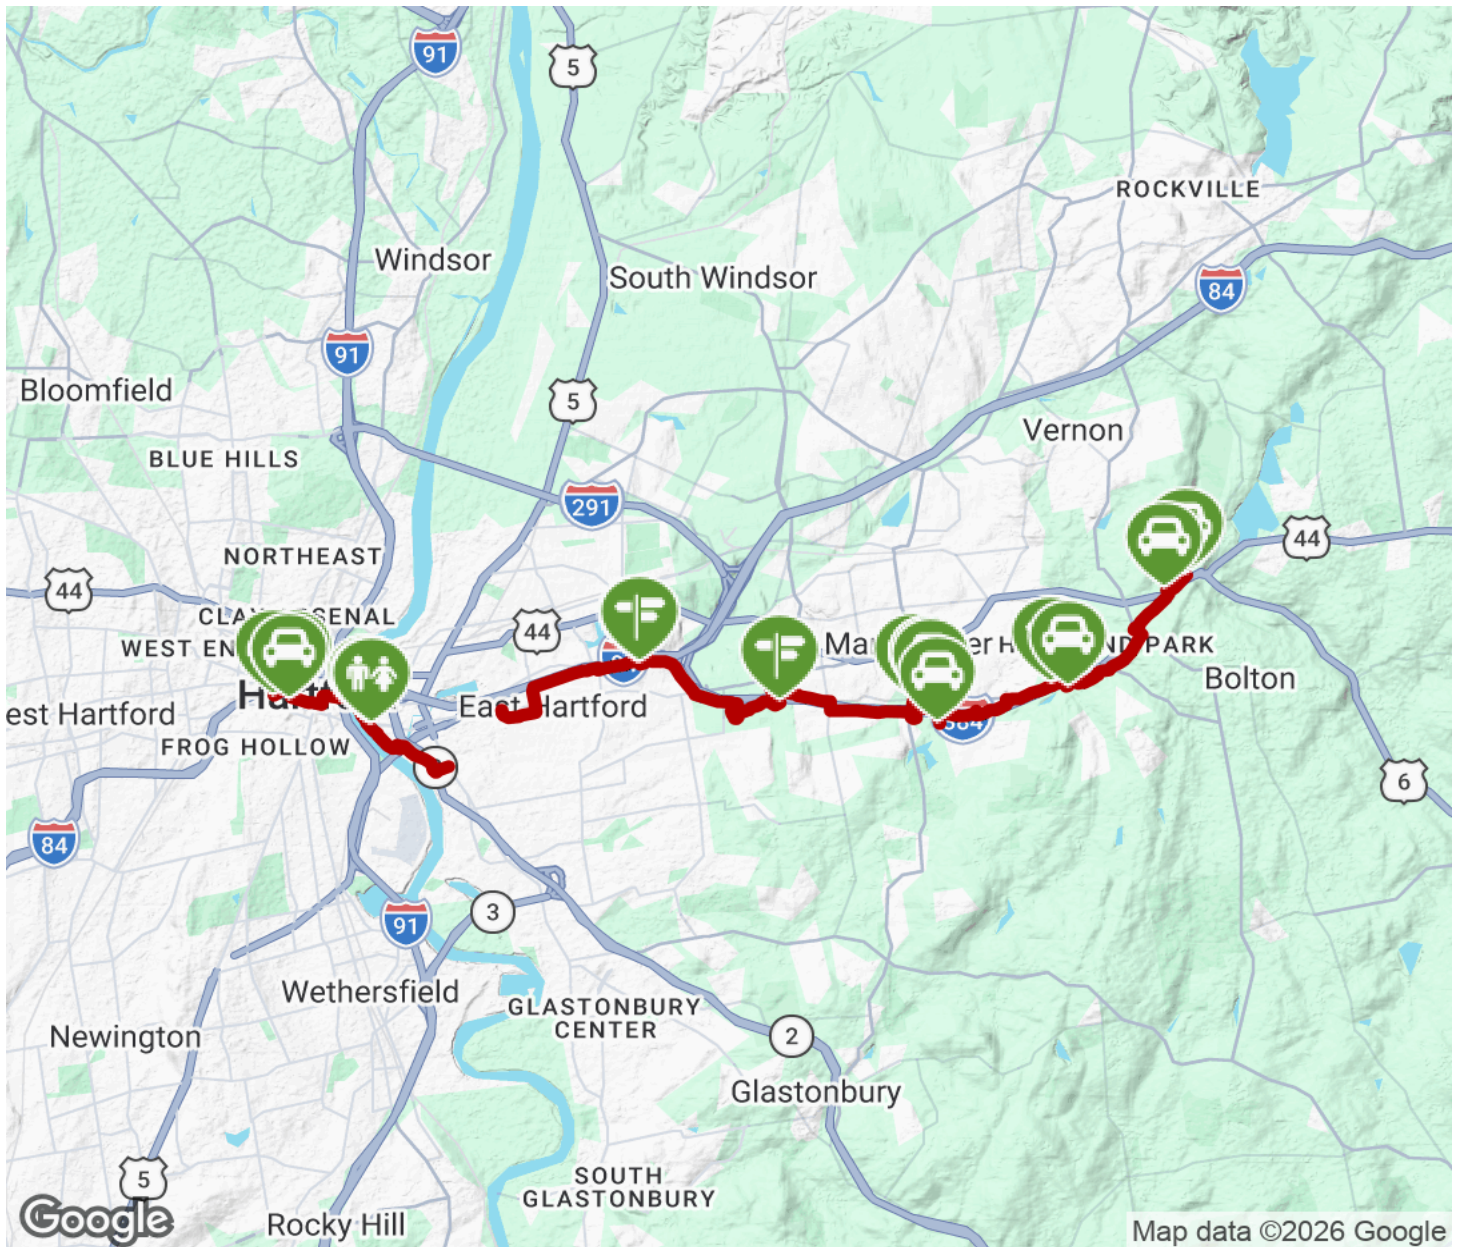 91
5
ROCKVILLE
Windsor
South Windsor
84
91
Bloomfield
5
Vernon
BLUE HILLS
291
44
NORTHEAST
44
44
WEST
PARK
Bolton
East Hartford
est Hartford
FROG HOLLOW
6
84
3
91
Wethersfield
GLASTONBURY
CENTER
Newington
2
Glastonbury
5
SOUTH
GLASTONBURY
Rocky Hill
Google
Map data ©2026 Google